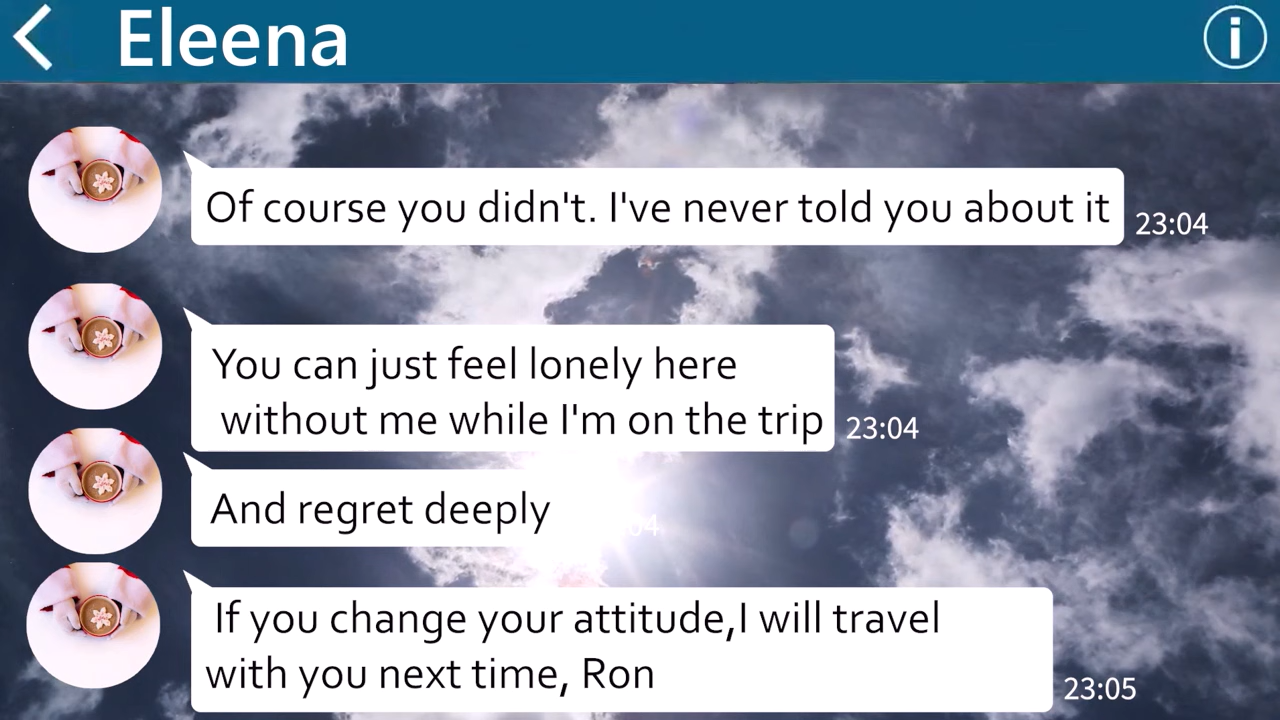 Eleena
Of course you didn't. I've never told you about it
23:04
You can just feel lonely here
without me while I'm on the trip
23:04
And regret deeply
If you change your attitude,I will travel
with you next time, Ron
23:05